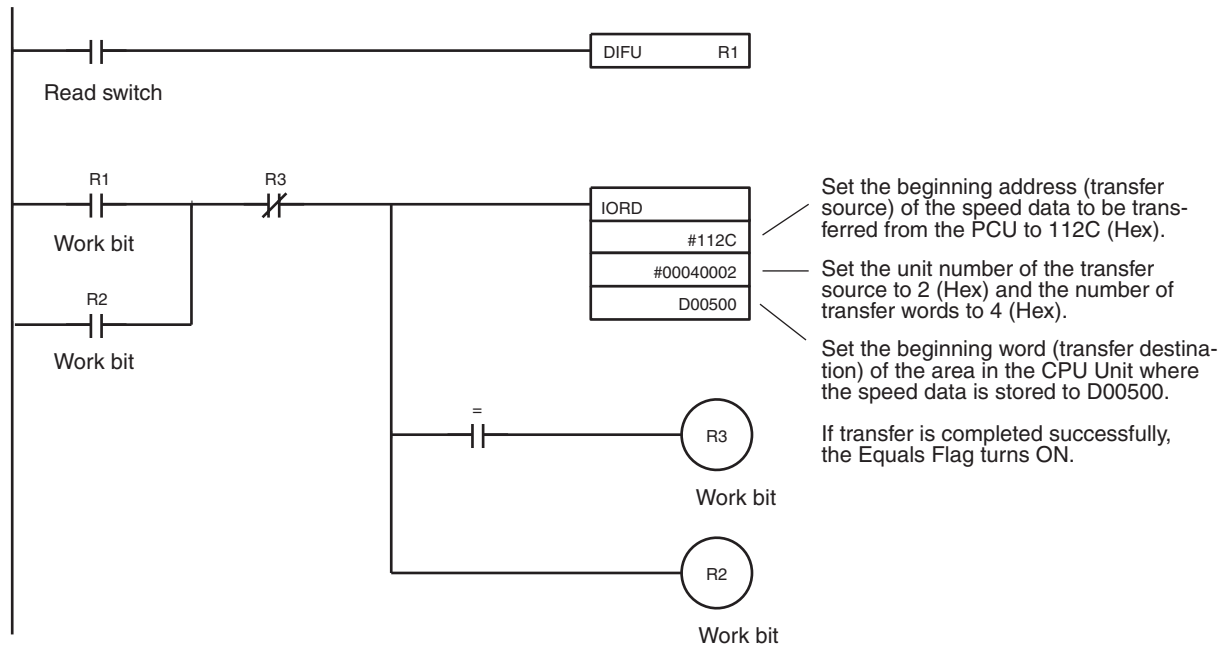 DIFU R1
Read switch
R1
R3
Work bit
R2
Work bit
IORD
#112C
#00040002
D00500
Set the beginning address (transfer
source) of the speed data to be trans-
ferred from the PCU to 112C (Hex).
Set the unit number of the transfer
source to 2 (Hex) and the number of
transfer words to 4 (Hex).
Set the beginning word (transfer destina-
tion) of the area in the CPU Unit where
the speed data is stored to D00500.
If transfer is completed successfully,
the Equals Flag turns ON.
=
R3
Work bit
R2
Work bit